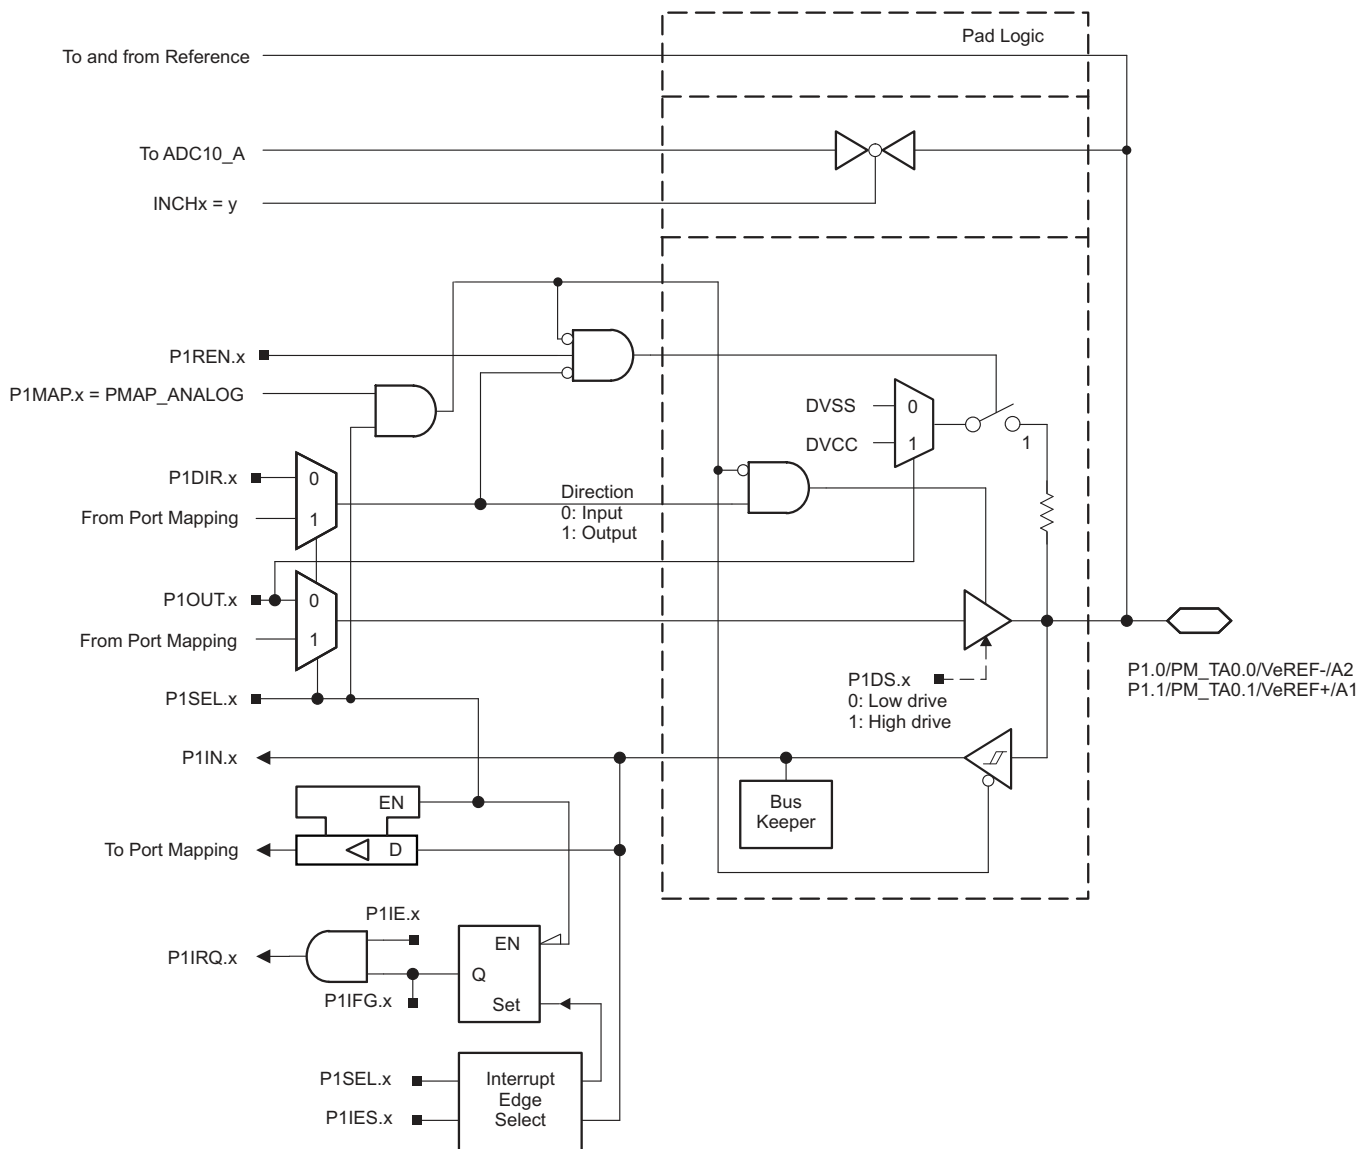 Pad Logic
To and from Reference
To ADC10_A
INCHx = y
P1REN.x
P1MAP.x = PMAP_ANALOG
DVSS
0
DVCC
1
1
P1DIR.x
0
From Port Mapping
1
Direction
0: Input
1: Output
P1OUT.x
0
From Port Mapping
1
P1SEL.x
P1DS.x
0: Low drive
1: High drive
P1.0/PM_TA0.0/VeREF-/A2
P1.1/PM_TA0.1/VeREF+/A1
P1IN.x
Bus
Keeper
EN
To Port Mapping
D
P1IE.x
P1IRQ.x
EN
Q
P1IFG.x
Set
P1SEL.x
P1IES.x
Interrupt
Edge
Select